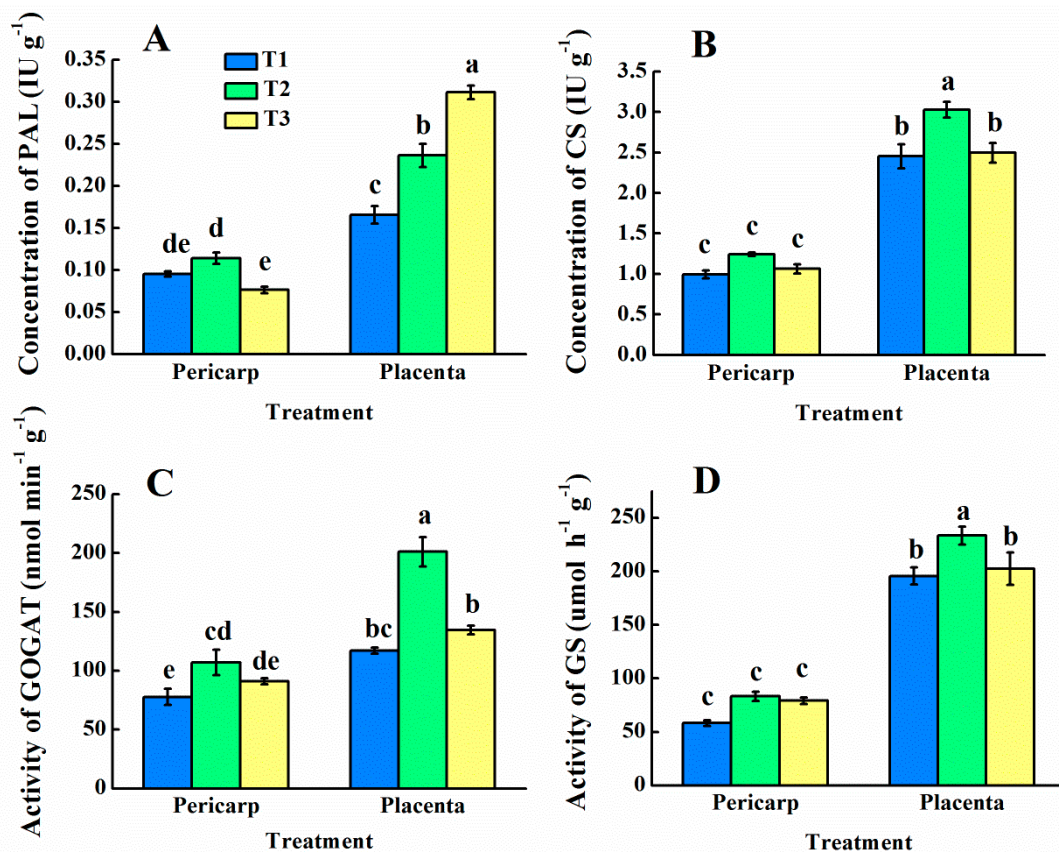 A
Concentration of PAL (IU g-1)
0.35
0.30
0.25
0.20
0.15
0.10
0.05
0.00
T1
T2
T3
de
d
e
c
b
a
Pericarp
Placenta
Treatment
B
Concentration of CS (IU g-1)
3.5
3.0
2.5
2.0
1.5
1.0
0.5
0.0
c
c
c
b
a
b
Pericarp
Placenta
Treatment
C
Activity of GOGAT (nmol min-1 g-1)
250
200
150
100
50
0
e
cd
de
bc
a
b
Pericarp
Placenta
Treatment
D
Activity of GS (umol h-1 g-1)
250
200
150
100
50
0
c
c
c
b
a
b
Pericarp
Placenta
Treatment